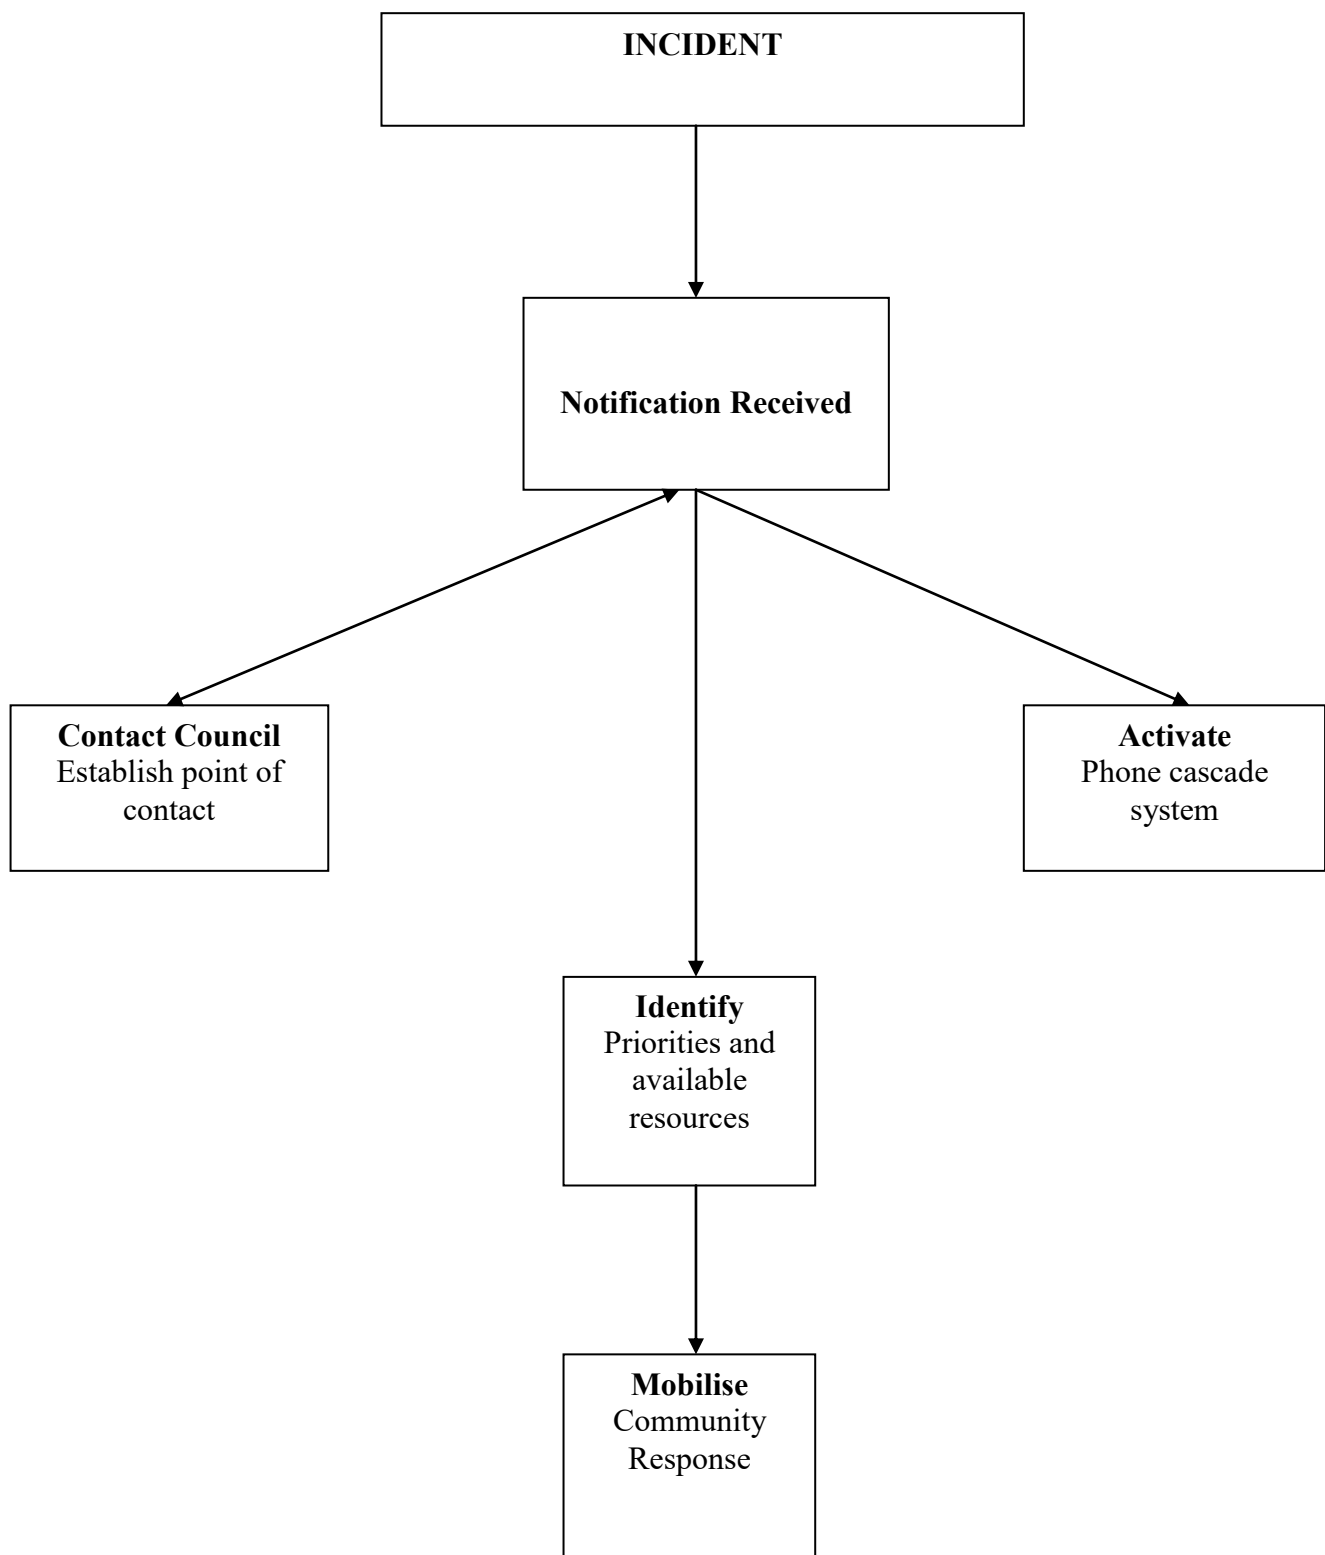 INCIDENT
Notification Received
Contact Council
Establish point of
contact
Activate
Phone cascade
system
Identify
Priorities and
available
resources
Mobilise
Community
Response